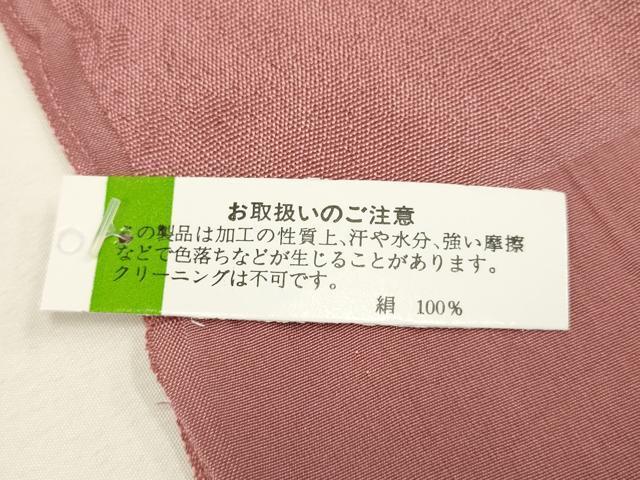 お取扱いのご注意
この製品は加工の性質上、汗や水分、強い摩擦
などで色落ちなどが生じることがあります。
クリーニングは不可です。
絹 100%